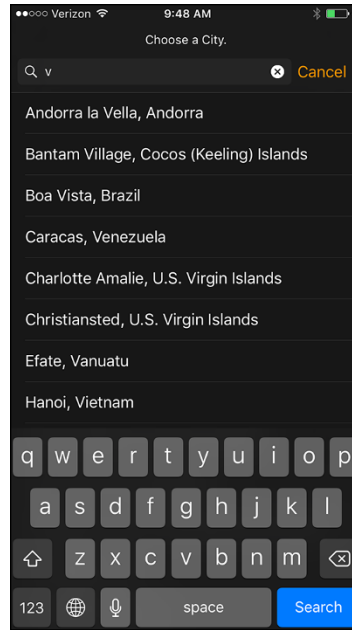 Verizon 9:48 AM
Choose a City.
v Cancel
Andorra la Vella, Andorra
Bantam Village, Cocos (Keeling) Islands
Boa Vista, Brazil
Caracas, Venezuela
Charlotte Amalie, U.S. Virgin Islands
Christiansted, U.S. Virgin Islands
Efate, Vanuatu
Hanoi, Vietnam
q w e r t y u i o p
a s d f g h j k l
z x c v b n m
123 space Search